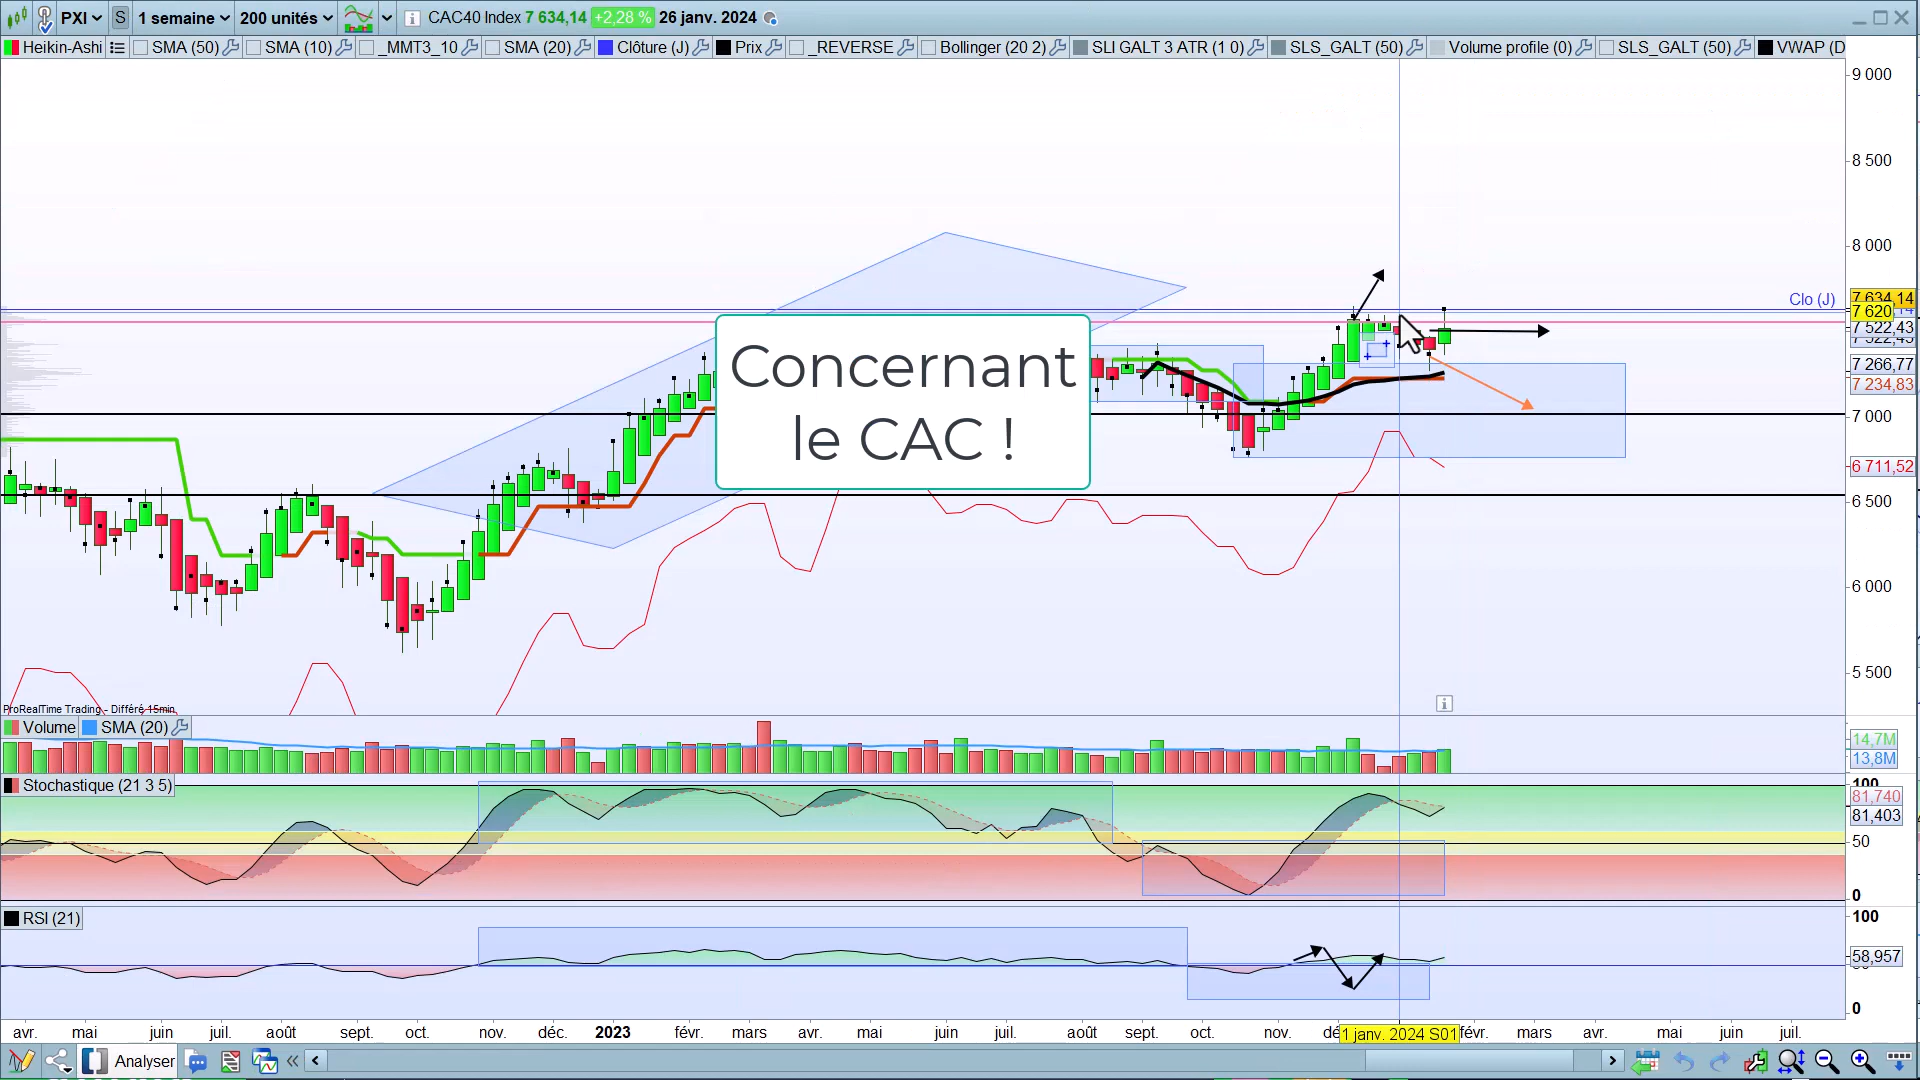 PXI S 1 semaine 200 unités CAC40 Index 7 634,14 +2,28 % 26 janv. 2024
Heikin-Ashi SMA (50) SMA (10) _MMT3_10 SMA (20) Clôture (J) Prix _REVERSE Bollinger (20 2) SLI GALT 3 ATR (1 0) SLS_GALT (50) Volume profile (0) SLS_GALT (50) VWAP (D
9 000
8 500
8 000
Clo (J) 7 634,14
7 620
7 522,43
7 266,77
7 234,83
7 000
6 711,52
6 500
6 000
5 500
Concernant
le CAC !
ProRealTime Trading - Différé 15min.
Volume SMA (20)
14,7M
13,8M
Stochastique (21 3 5)
100
81,740
81,403
50
0
RSI (21)
100
58,957
0
avr. mai juin juil. août sept. oct. nov. déc. 2023 févr. mars avr. mai juin juil. août sept. oct. nov. 1 janv. 2024 S01 févr. mars avr. mai juin juil.
Analyser